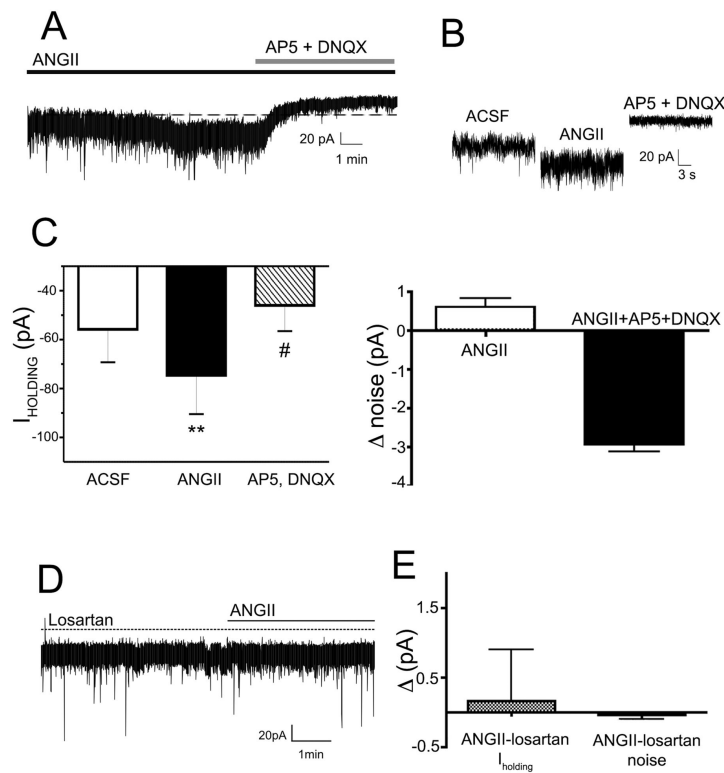 A
AP5 + DNQX
ANGII
20 pA
1 min
B
ACSF
ANGII
AP5 + DNQX
20 pA
3 s
C
I HOLDING (pA)
-40
-60
-80
-100
**
#
ACSF
ANGII
AP5, DNQX
Δ noise (pA)
1
0
-1
-2
-3
-4
ANGII
ANGII+AP5+DNQX
D
Losartan
ANGII
20pA
1min
E
Δ (pA)
1.5
0.5
-0.5
ANGII-losartan
I holding
ANGII-losartan
noise